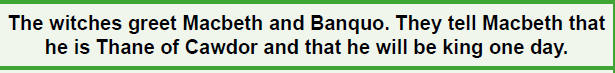 The witches greet Macbeth and Banquo. They tell Macbeth that
he is Thane of Cawdor and that he will be king one day.